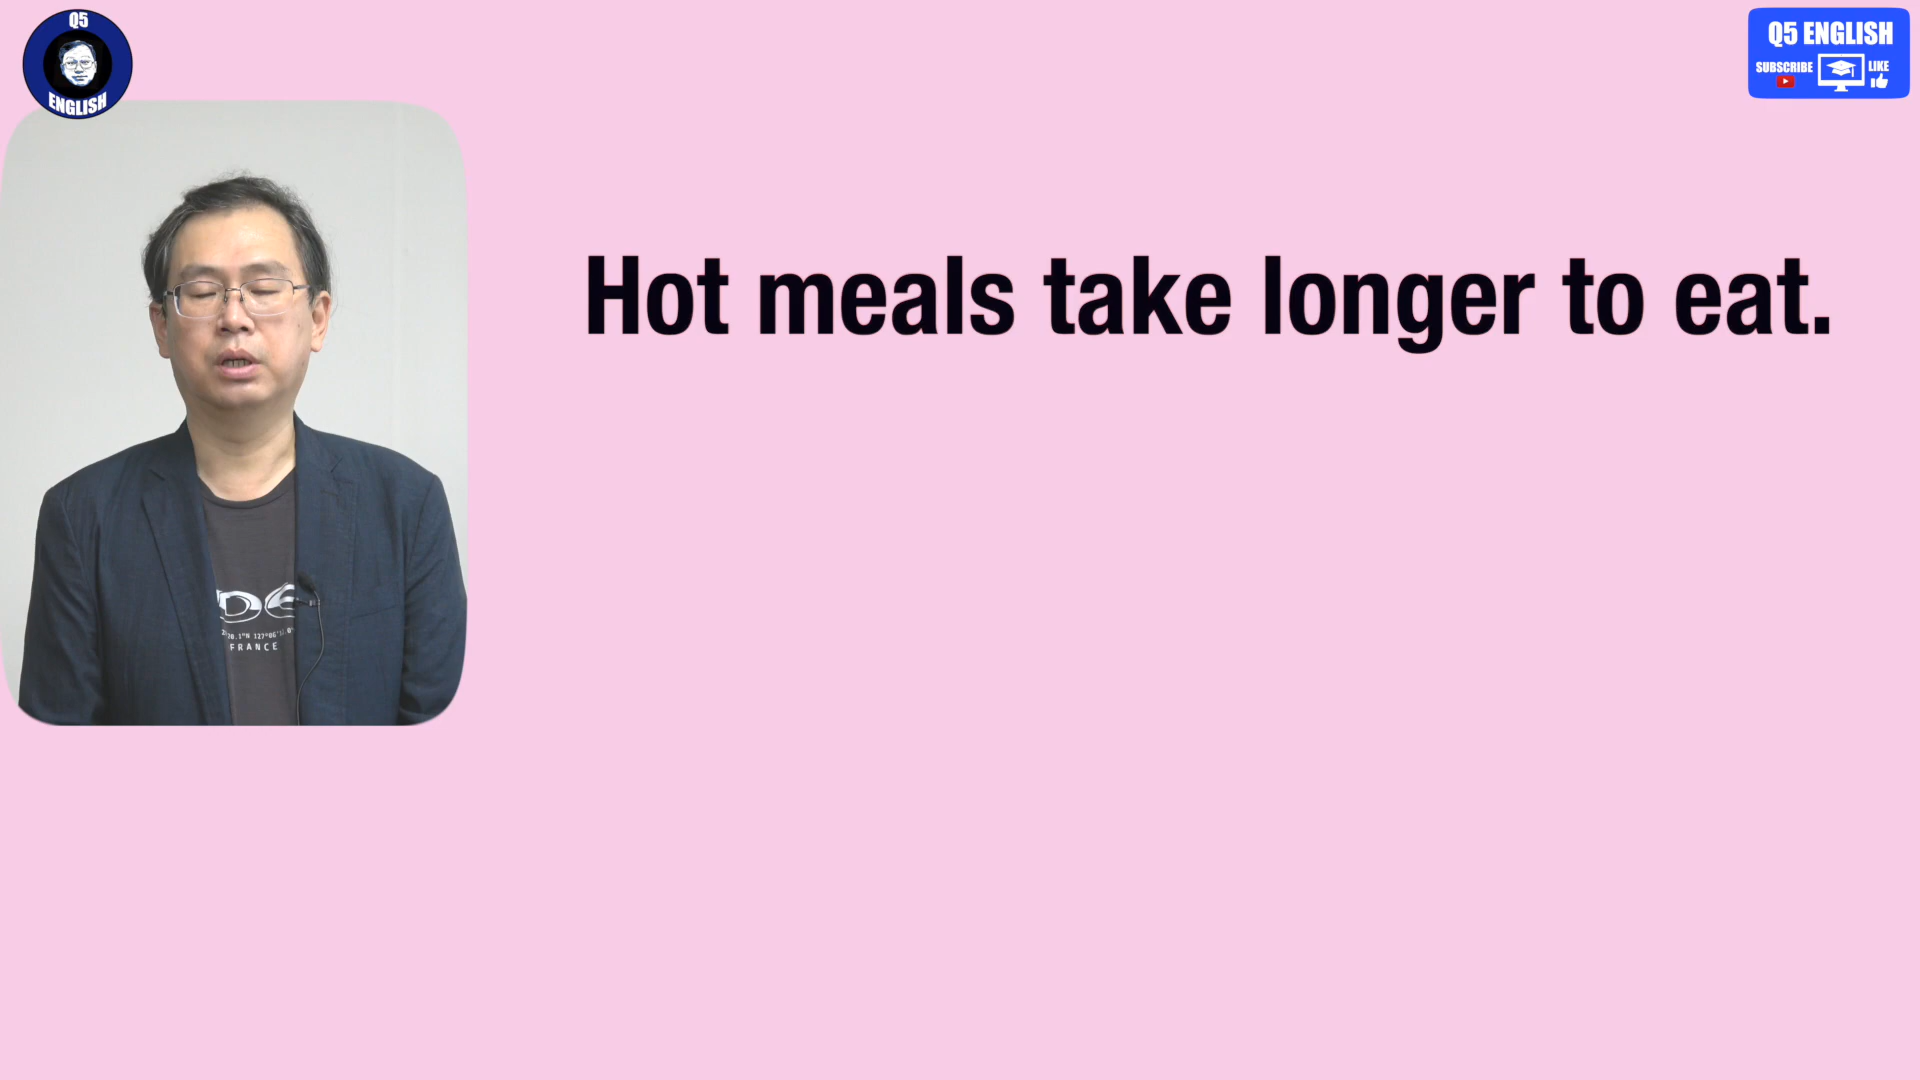 Q5
ENGLISH
Q5 ENGLISH
SUBSCRIBE
LIKE
Hot meals take longer to eat.
FRANCE